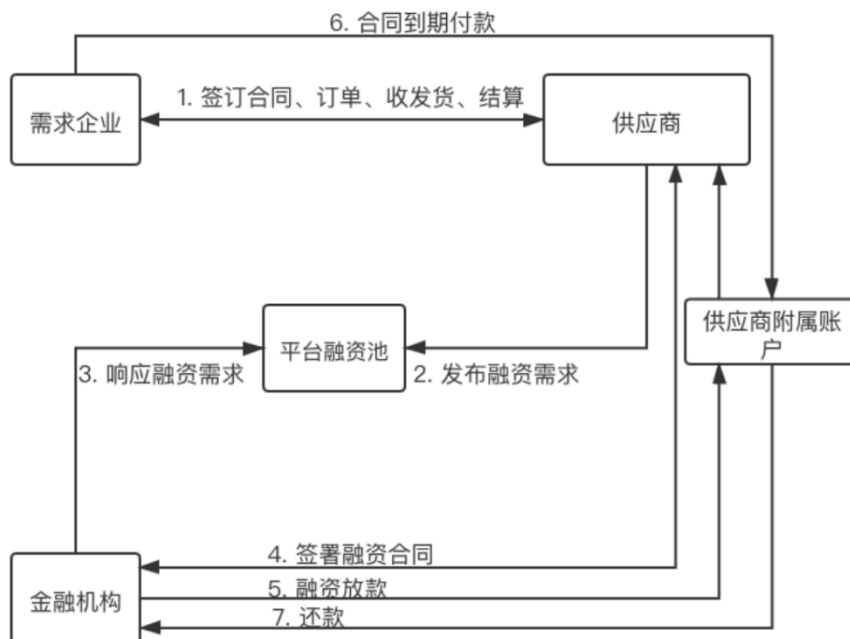 6. 合同到期付款
1. 签订合同、订单、收发货、结算
需求企业
供应商
供应商附属账
户
平台融资池
3. 响应融资需求
2. 发布融资需求
4. 签署融资合同
5. 融资放款
金融机构
7. 还款